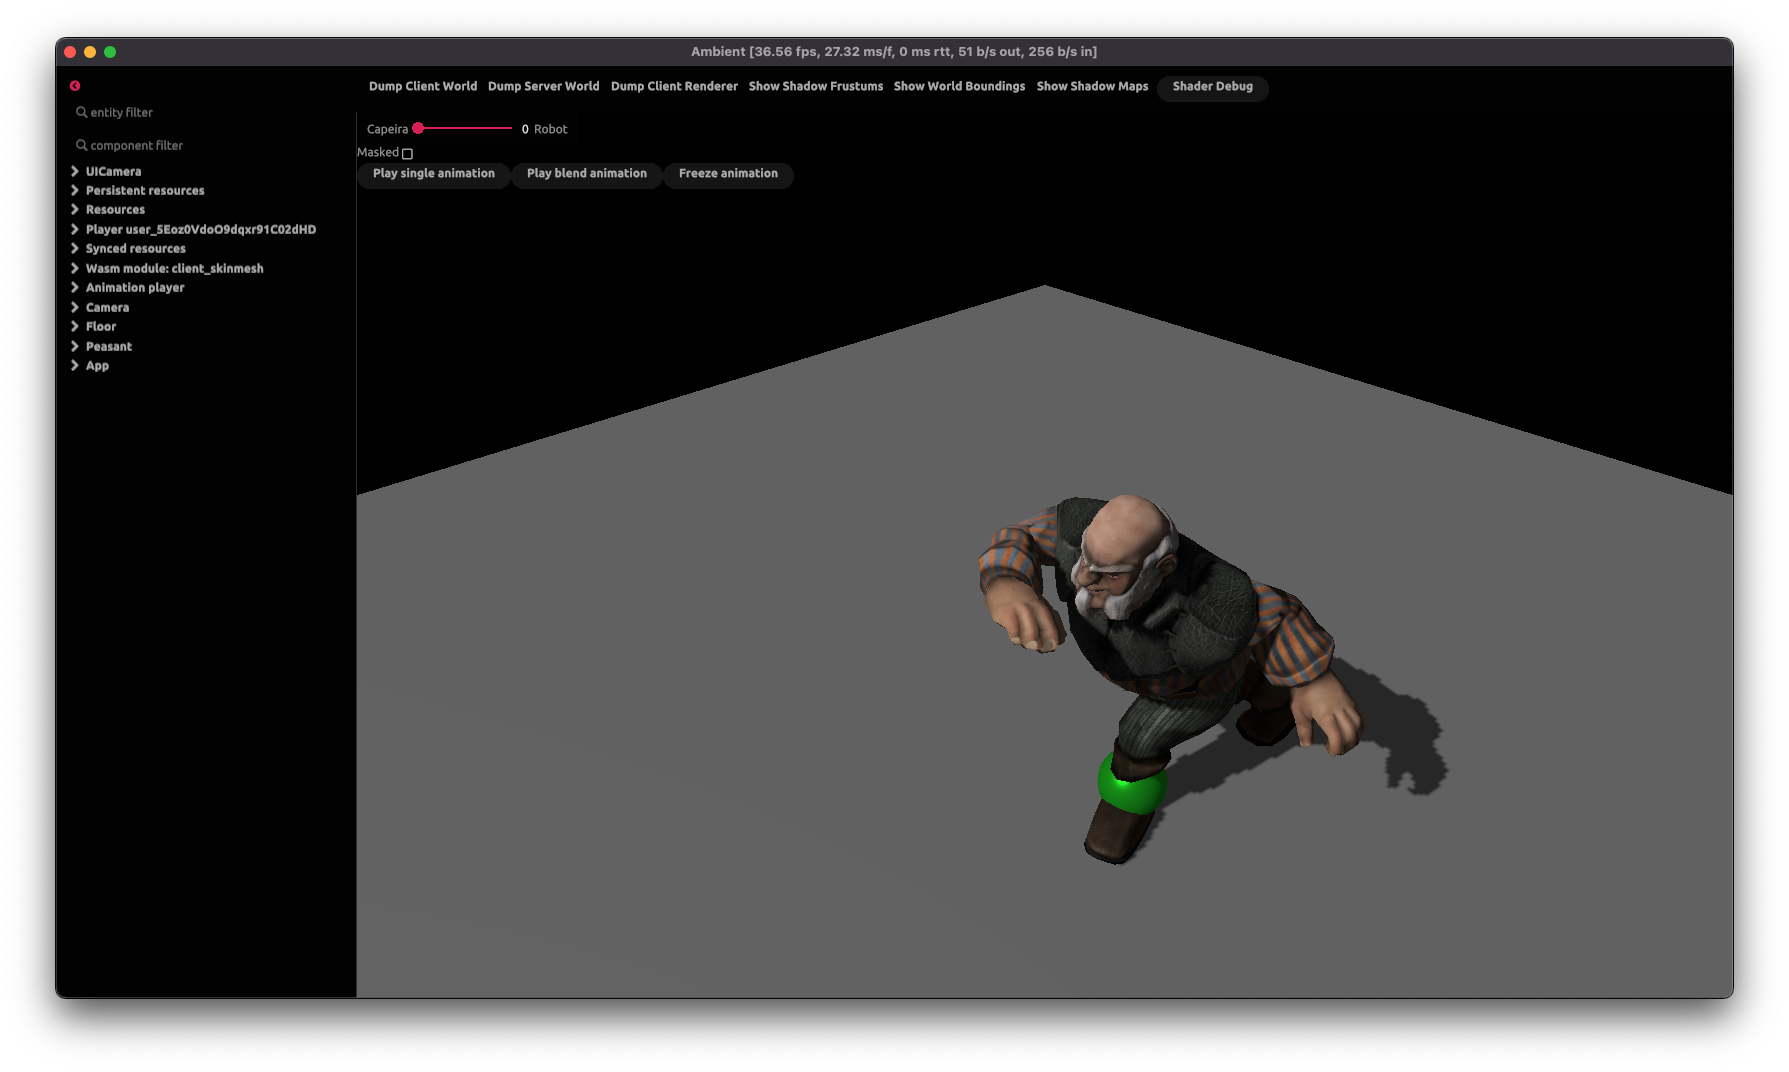 Ambient [36.56 fps, 27.32 ms/f, 0 ms rtt, 51 b/s out, 256 b/s in]
Dump Client World Dump Server World Dump Client Renderer Show Shadow Frustums Show World Boundings Show Shadow Maps Shader Debug
entity filter
component filter
UICamera
Persistent resources
Resources
Player user_5Eoz0VdoO9dqxr91C02dHD
Synced resources
Wasm module: client_skinmesh
Animation player
Camera
Floor
Peasant
App
Capeira 0 Robot
Masked
Play single animation Play blend animation Freeze animation